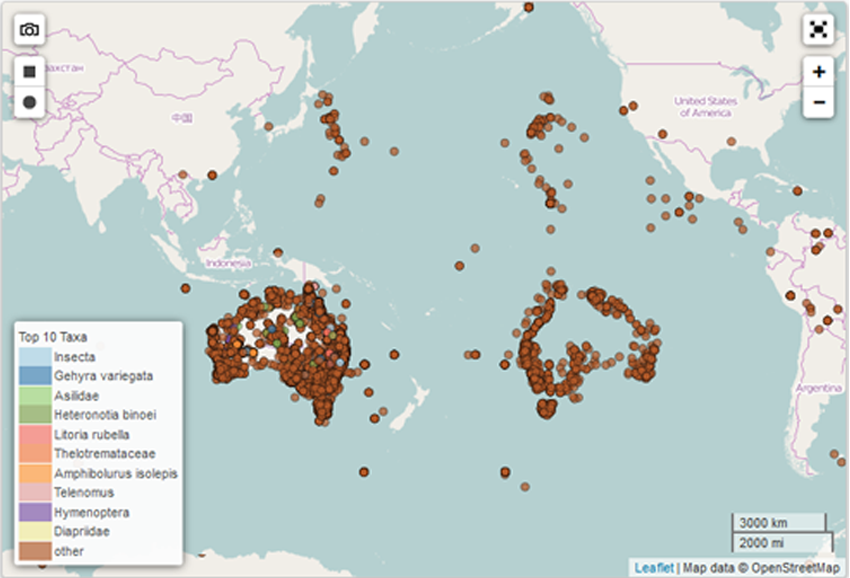 ахстан
中国
United States
of America
+
−
Indonesia
Argentina
Top 10 Taxa
Insecta
Gehyra variegata
Asilidae
Heteronotia binoei
Litoria rubella
Thelotremataceae
Amphibolurus isolepis
Telenomus
Hymenoptera
Diapriidae
other
3000 km
2000 mi
Leaflet | Map data © OpenStreetMap